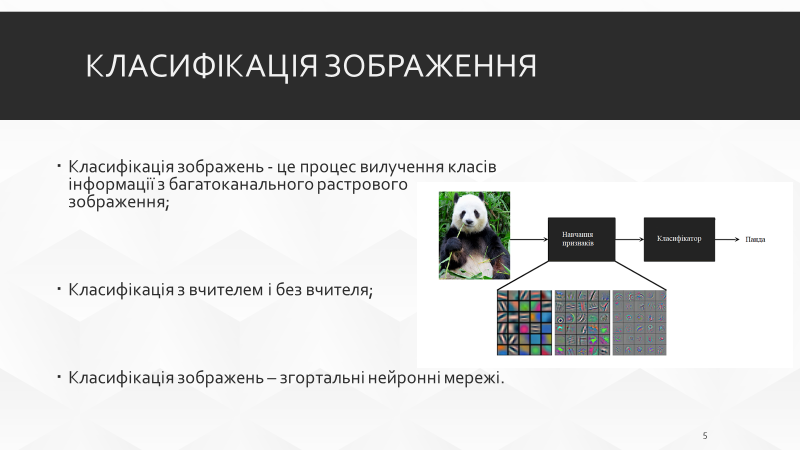 КЛАСИФІКАЦІЯ ЗОБРАЖЕННЯ
▪ Класифікація зображень - це процес вилучення класів
інформації з багатоканального растрового
зображення;
▪ Класифікація з вчителем і без вчителя;
▪ Класифікація зображень – згортальні нейронні мережі.
Навчання
признаків
Класифікатор
Панда
5